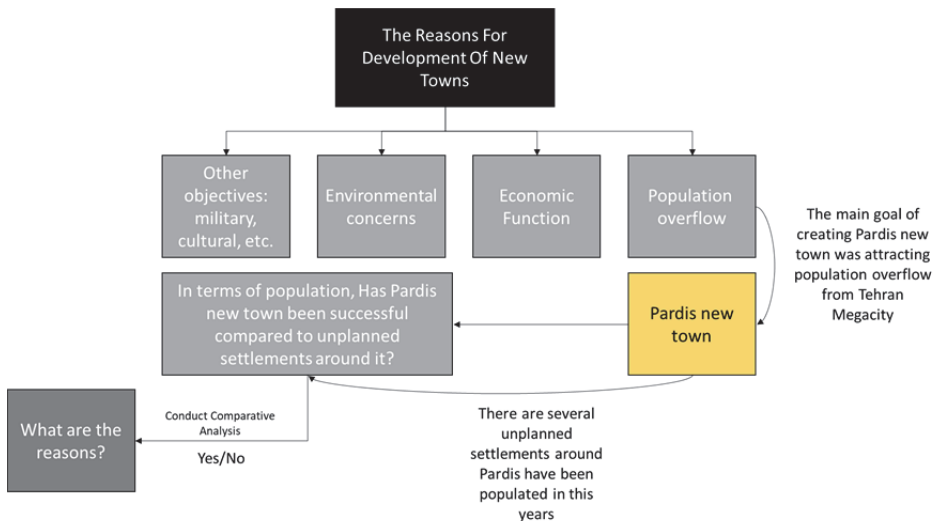 The Reasons For
Development Of New
Towns
Other
objectives:
military,
cultural, etc.
Environmental
concerns
Economic
Function
Population
overflow
The main goal of
creating Pardis new
town was attracting
population overflow
from Tehran
Megacity
In terms of population, Has Pardis
new town been successful
compared to unplanned
settlements around it?
Pardis new
town
What are the
reasons?
Conduct Comparative
Analysis
Yes/No
There are several
unplanned
settlements around
Pardis have been
populated in this
years